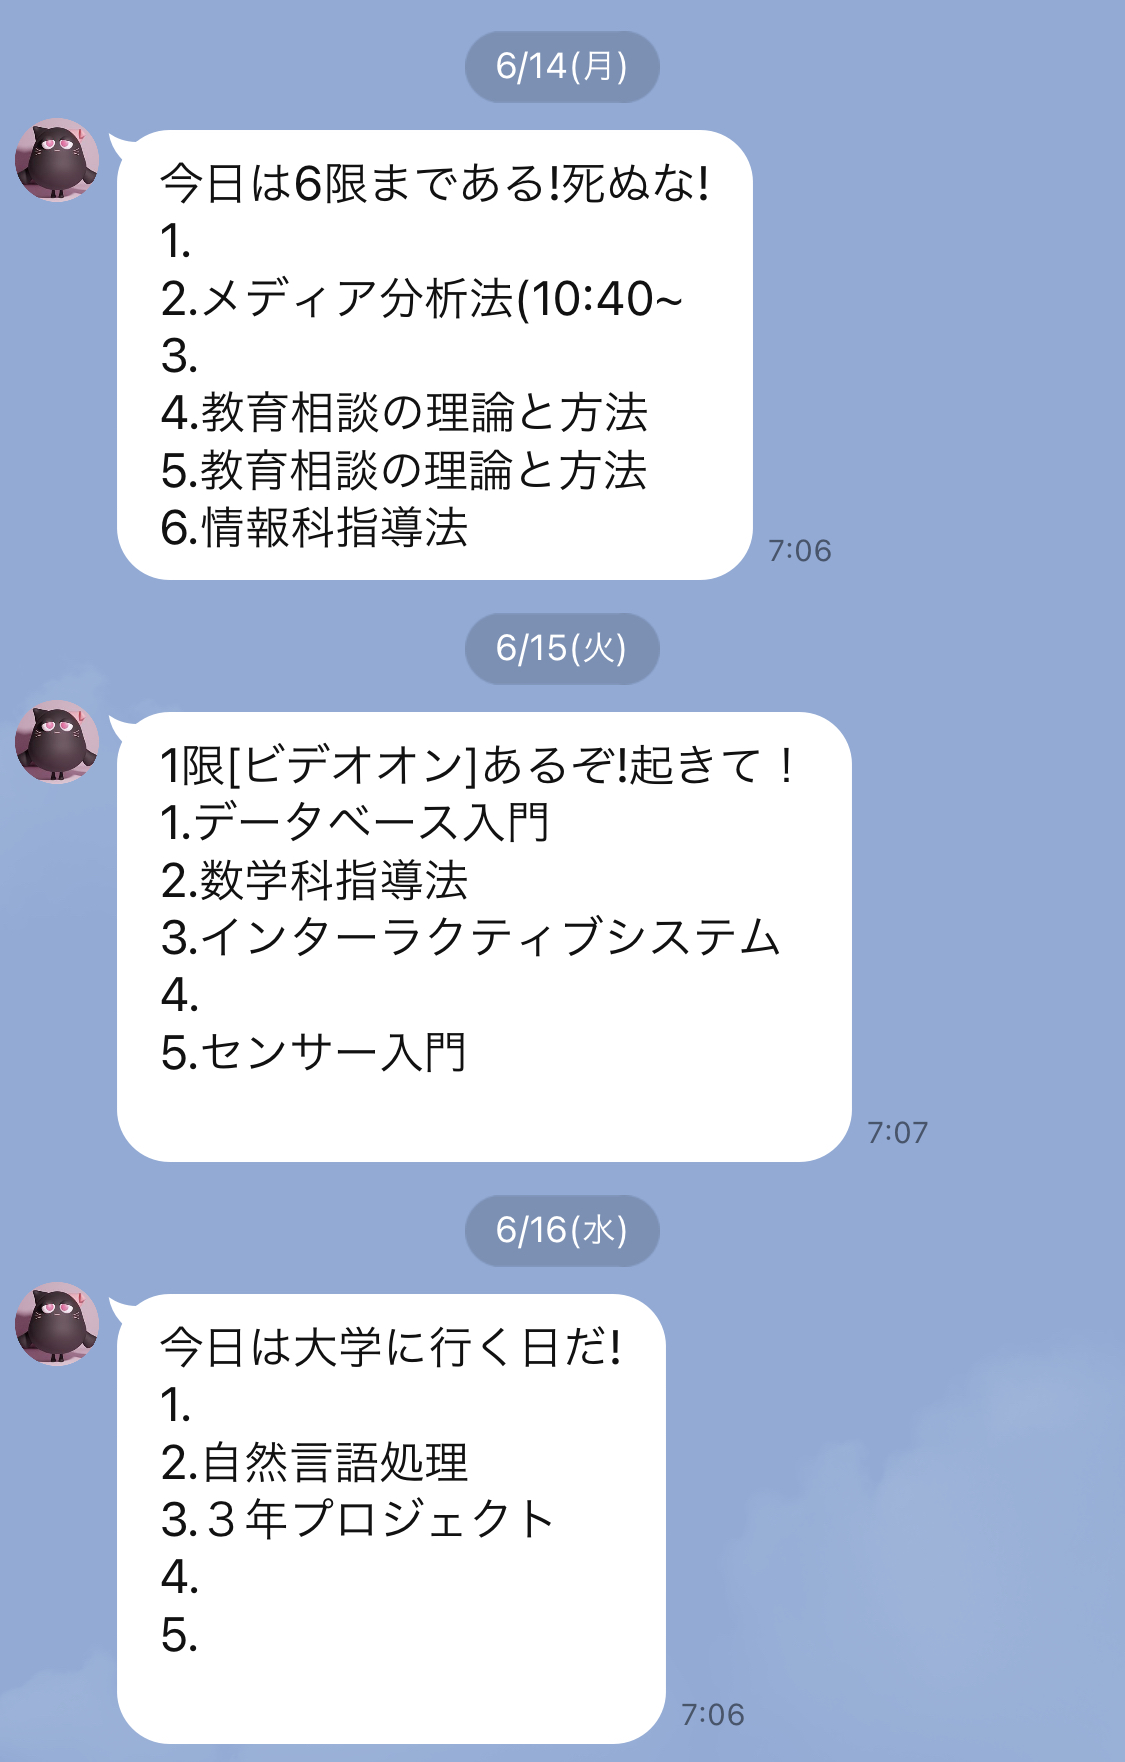 6/14(月)
今日は6限まである!死ぬな!
1.
2.メディア分析法(10:40~
3.
4.教育相談の理論と方法
5.教育相談の理論と方法
6.情報科指導法
7:06
6/15(火)
1限[ビデオオン]あるぞ!起きて！
1.データベース入門
2.数学科指導法
3.インターラクティブシステム
4.
5.センサー入門
7:07
6/16(水)
今日は大学に行く日だ!
1.
2.自然言語処理
3.３年プロジェクト
4.
5.
7:06